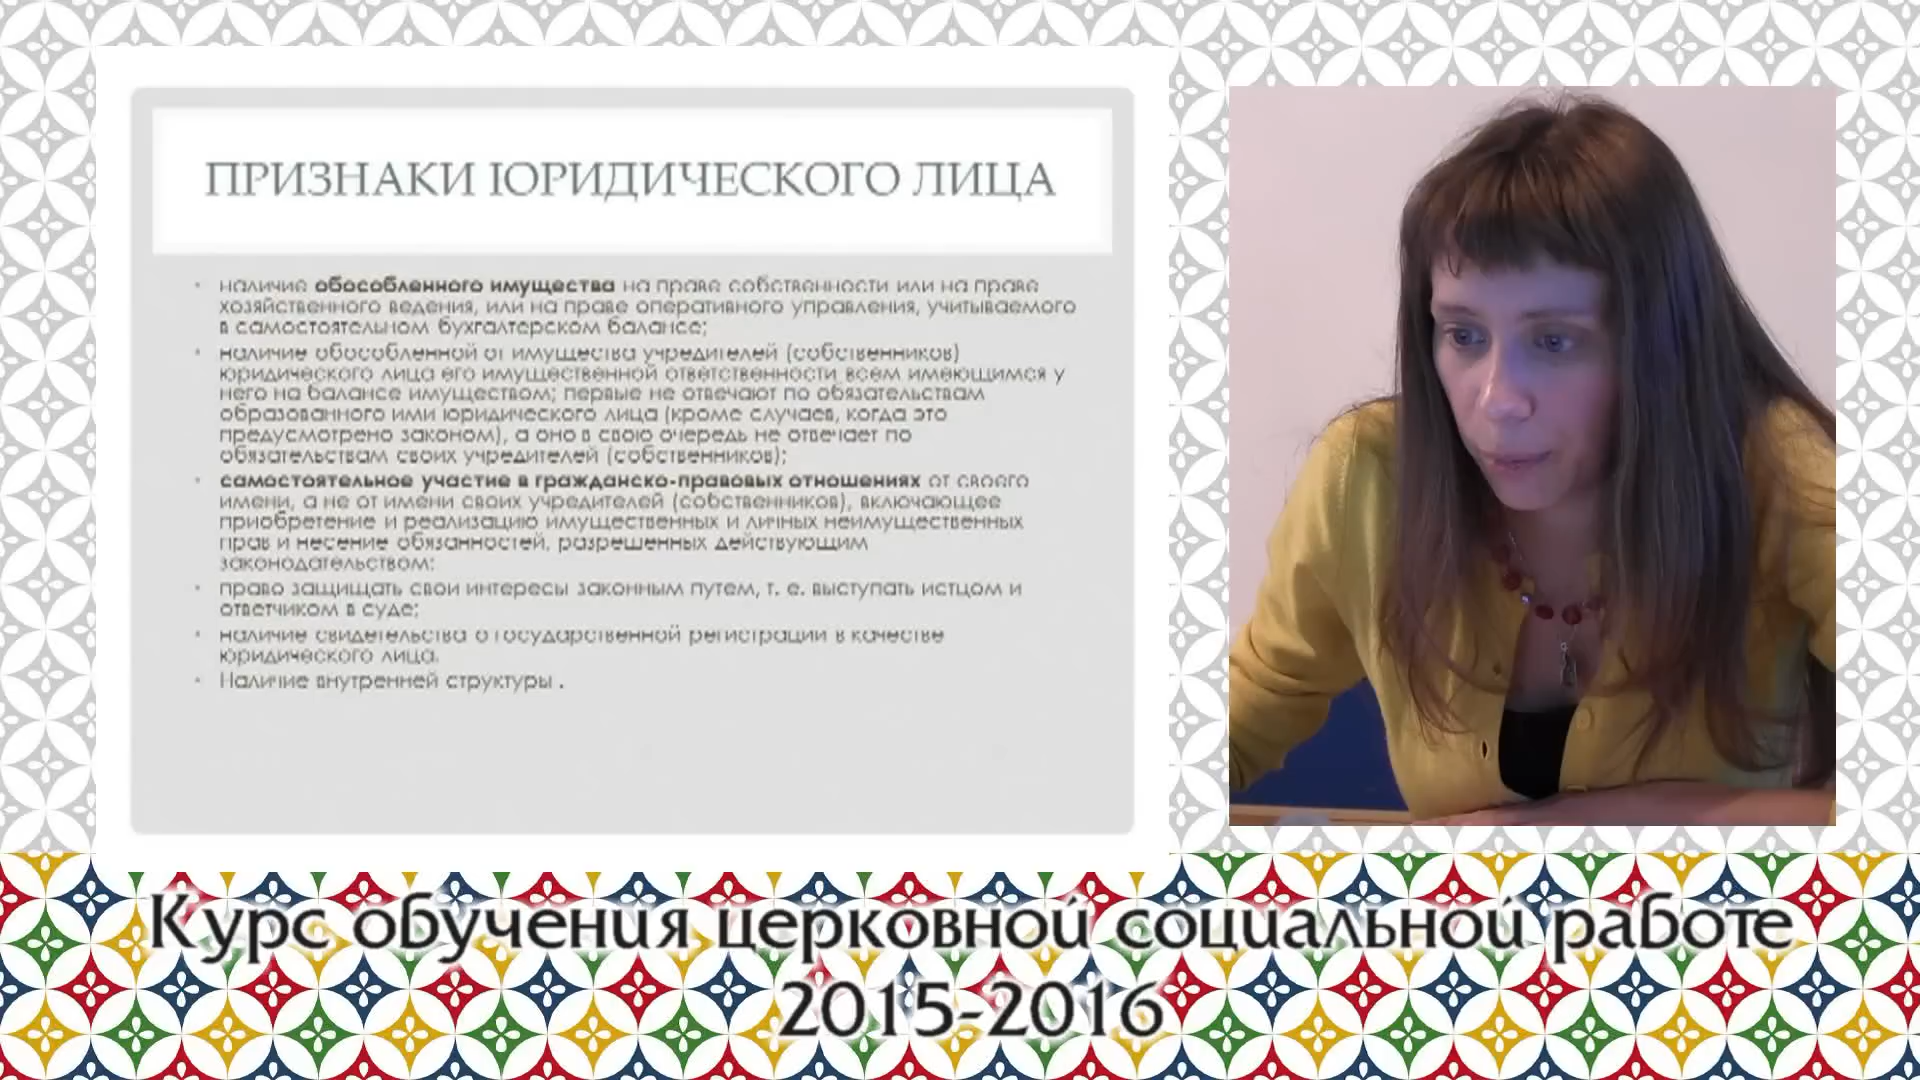 ПРИЗНАКИ ЮРИДИЧЕСКОГО ЛИЦА
• наличие обособленного имущества на праве собственности или на праве
хозяйственного ведения, или на праве оперативного управления, учитываемого
в самостоятельном бухгалтерском балансе;
• наличие обособленной от имущества учредителей (собственников)
юридического лица его имущественной ответственности всем имеющимся у
него на балансе имуществом; первые не отвечают по обязательствам
образованного ими юридического лица (кроме случаев, когда это
предусмотрено законом), а оно в свою очередь не отвечает по
обязательствам своих учредителей (собственников);
• самостоятельное участие в гражданско-правовых отношениях от своего
имени, а не от имени своих учредителей (собственников), включающее
приобретение и реализацию имущественных и личных неимущественных
прав и несение обязанностей, разрешенных действующим
законодательством;
• право защищать свои интересы законным путем, т. е. выступать истцом и
ответчиком в суде;
• наличие свидетельства о государственной регистрации в качестве
юридического лица.
• Наличие внутренней структуры .
Курс обучения церковной социальной работе
2015-2016